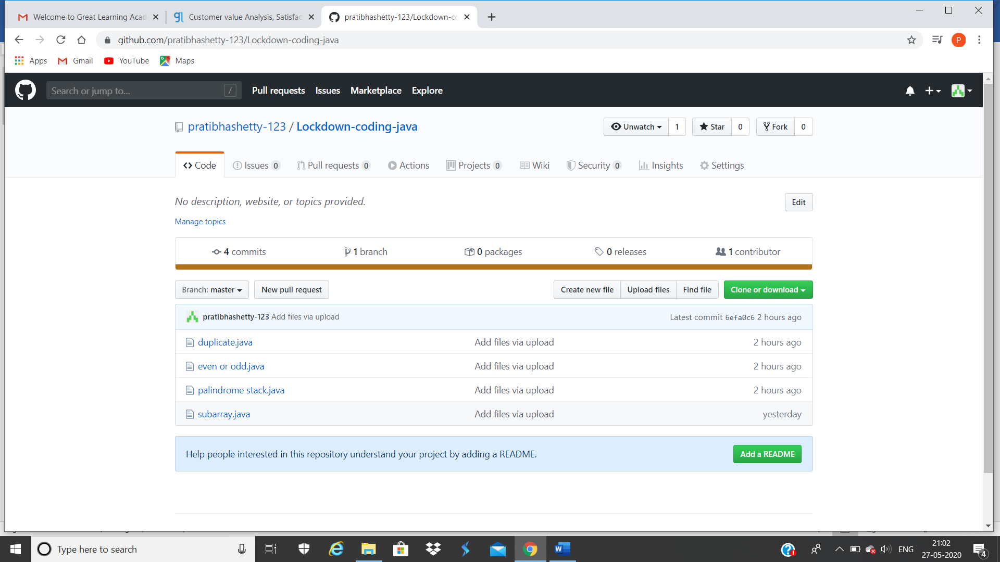 Welcome to Great Learning Acad
Customer value Analysis, Satisfac
pratibhashetty-123/Lockdown-co
github.com/pratibhashetty-123/Lockdown-coding-java
P
Apps Gmail YouTube Maps
Search or jump to... / Pull requests Issues Marketplace Explore
pratibhashetty-123 / Lockdown-coding-java
Unwatch 1 Star 0 Fork 0
Code Issues 0 Pull requests 0 Actions Projects 0 Wiki Security 0 Insights Settings
No description, website, or topics provided.
Edit
Manage topics
4 commits 1 branch 0 packages 0 releases 1 contributor
Branch: master New pull request Create new file Upload files Find file Clone or download
pratibhashetty-123 Add files via upload Latest commit 6efa0c6 2 hours ago
duplicate.java Add files via upload 2 hours ago
even or odd.java Add files via upload 2 hours ago
palindrome stack.java Add files via upload 2 hours ago
subarray.java Add files via upload yesterday
Help people interested in this repository understand your project by adding a README. Add a README
Type here to search
ENG
21:02
27-05-2020
4